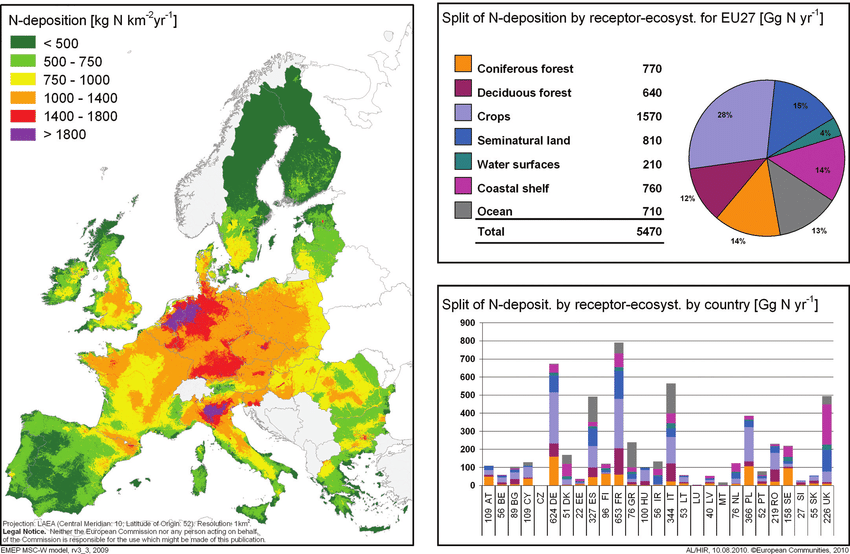 N-deposition [kg N km-2yr-1]
< 500
500 - 750
750 - 1000
1000 - 1400
1400 - 1800
> 1800
Projection: LAEA (Central Meridian: 10; Latitude of Origin: 52): Resolution: 1km2.
Legal Notice. Neither the European Commission nor any person acting on behalf
of the Commission is responsible for the use which might be made of this publication.
EMEP MSC-W model, rv3_3, 2009
Split of N-deposition by receptor-ecosyst. for EU27 [Gg N yr-1]
Coniferous forest 770
Deciduous forest 640
Crops 1570
Seminatural land 810
Water surfaces 210
Coastal shelf 760
Ocean 710
Total 5470
28%
15%
4%
14%
13%
14%
12%
Split of N-deposit. by receptor-ecosyst. by country [Gg N yr-1]
900
800
700
600
500
400
300
200
100
0
109 AT
56 BE
89 BG
109 CY
CZ
624 DE
51 DK
22 EE
327 ES
96 FI
653 FR
76 GR
100 HU
56 IR
344 IT
53 LT
LU
40 LV
MT
76 NL
366 PL
52 PT
219 RO
158 SE
27 SI
55 SK
226 UK
AL/HIR, 10.08.2010. ©European Communities, 2010